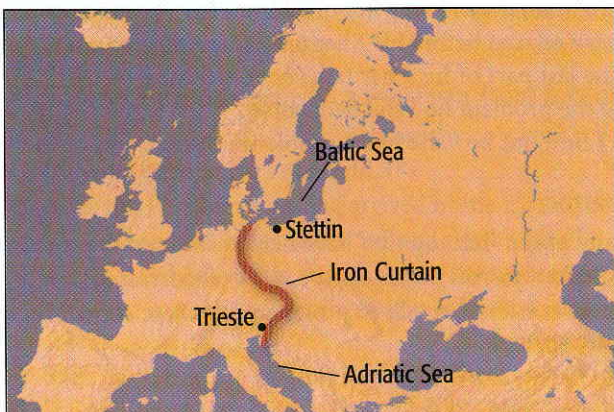 Baltic Sea
Stettin
Iron Curtain
Trieste
Adriatic Sea